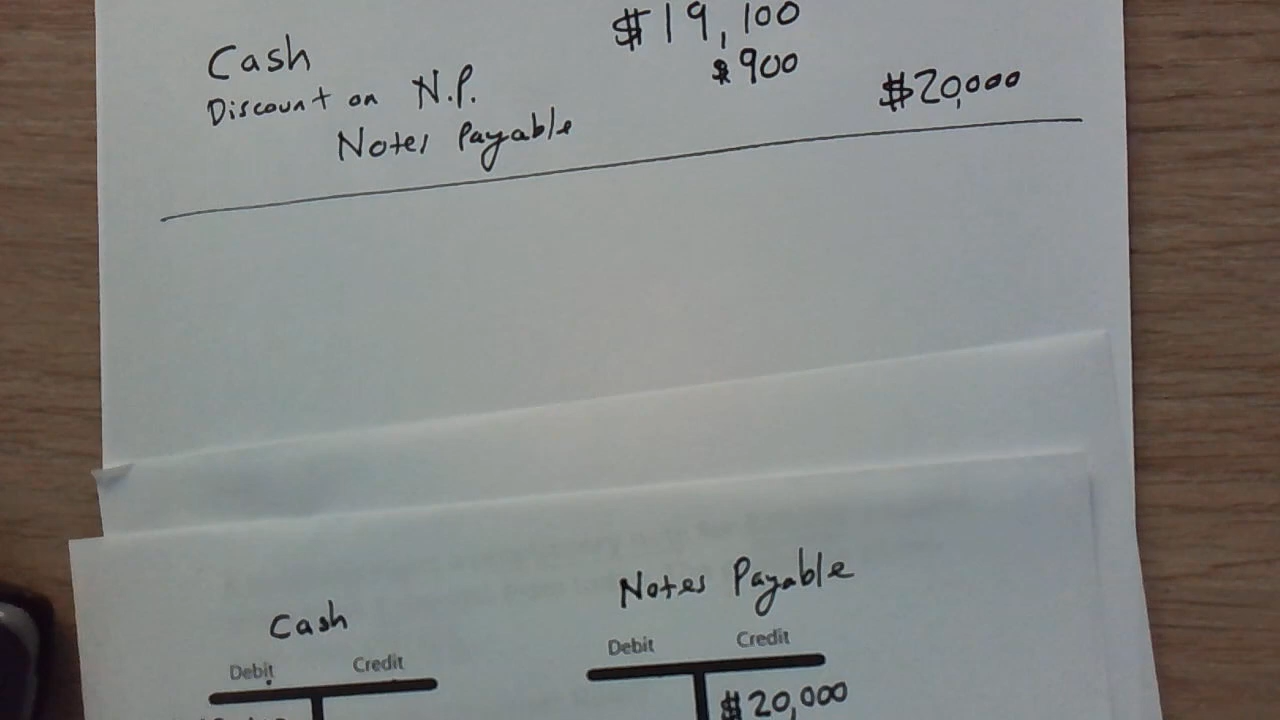 Cash $19,100
Discount on N.P. $900
Notes Payable $20,000
Cash
Debit Credit
Notes Payable
Debit Credit
$20,000